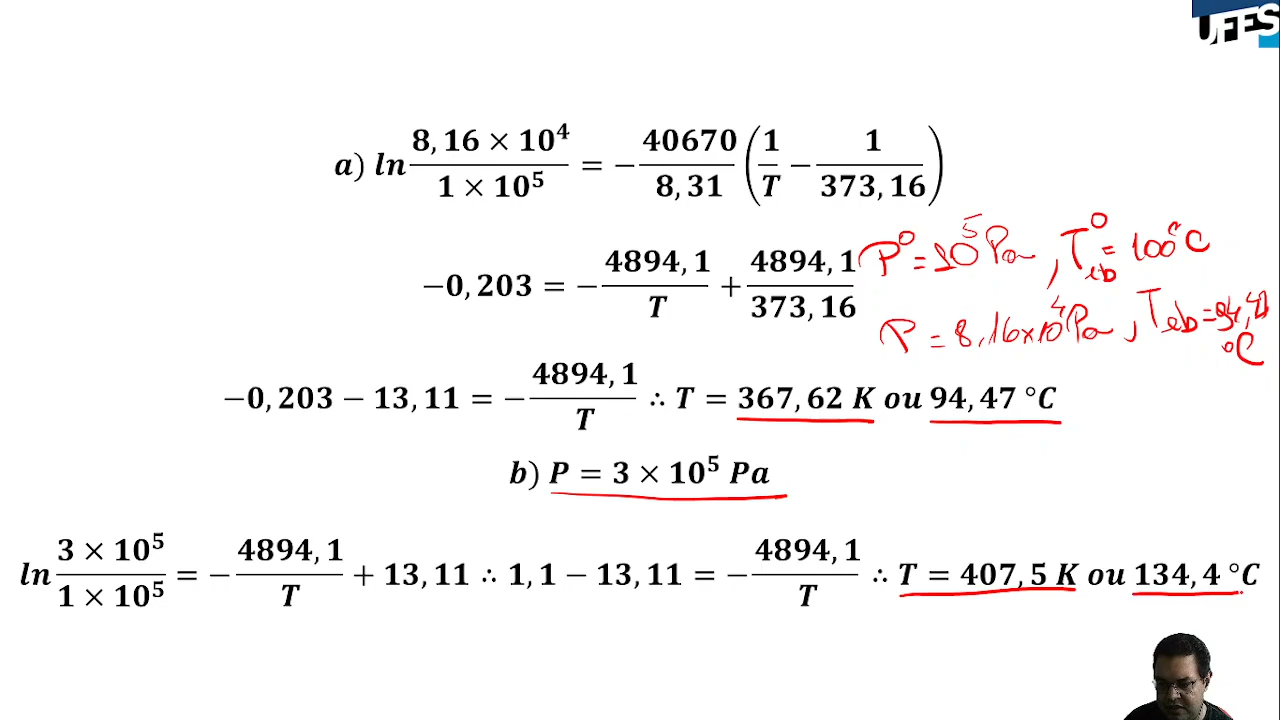 UFES
a) ln 8,16 × 10⁴ / 1 × 10⁵ = − 40670 / 8,31 (1 / T − 1 / 373,16)
P⁰ = 10⁵ Pa, T⁰eb = 100°C
−0,203 = − 4894,1 / T + 4894,1 / 373,16
P = 8,16x10⁴ Pa, Teb =
°C
−0,203 − 13,11 = − 4894,1 / T ∴ T = 367,62 K ou 94,47 °C
b) P = 3 × 10⁵ Pa
ln 3 × 10⁵ / 1 × 10⁵ = − 4894,1 / T + 13,11 ∴ 1,1 − 13,11 = − 4894,1 / T ∴ T = 407,5 K ou 134,4 °C